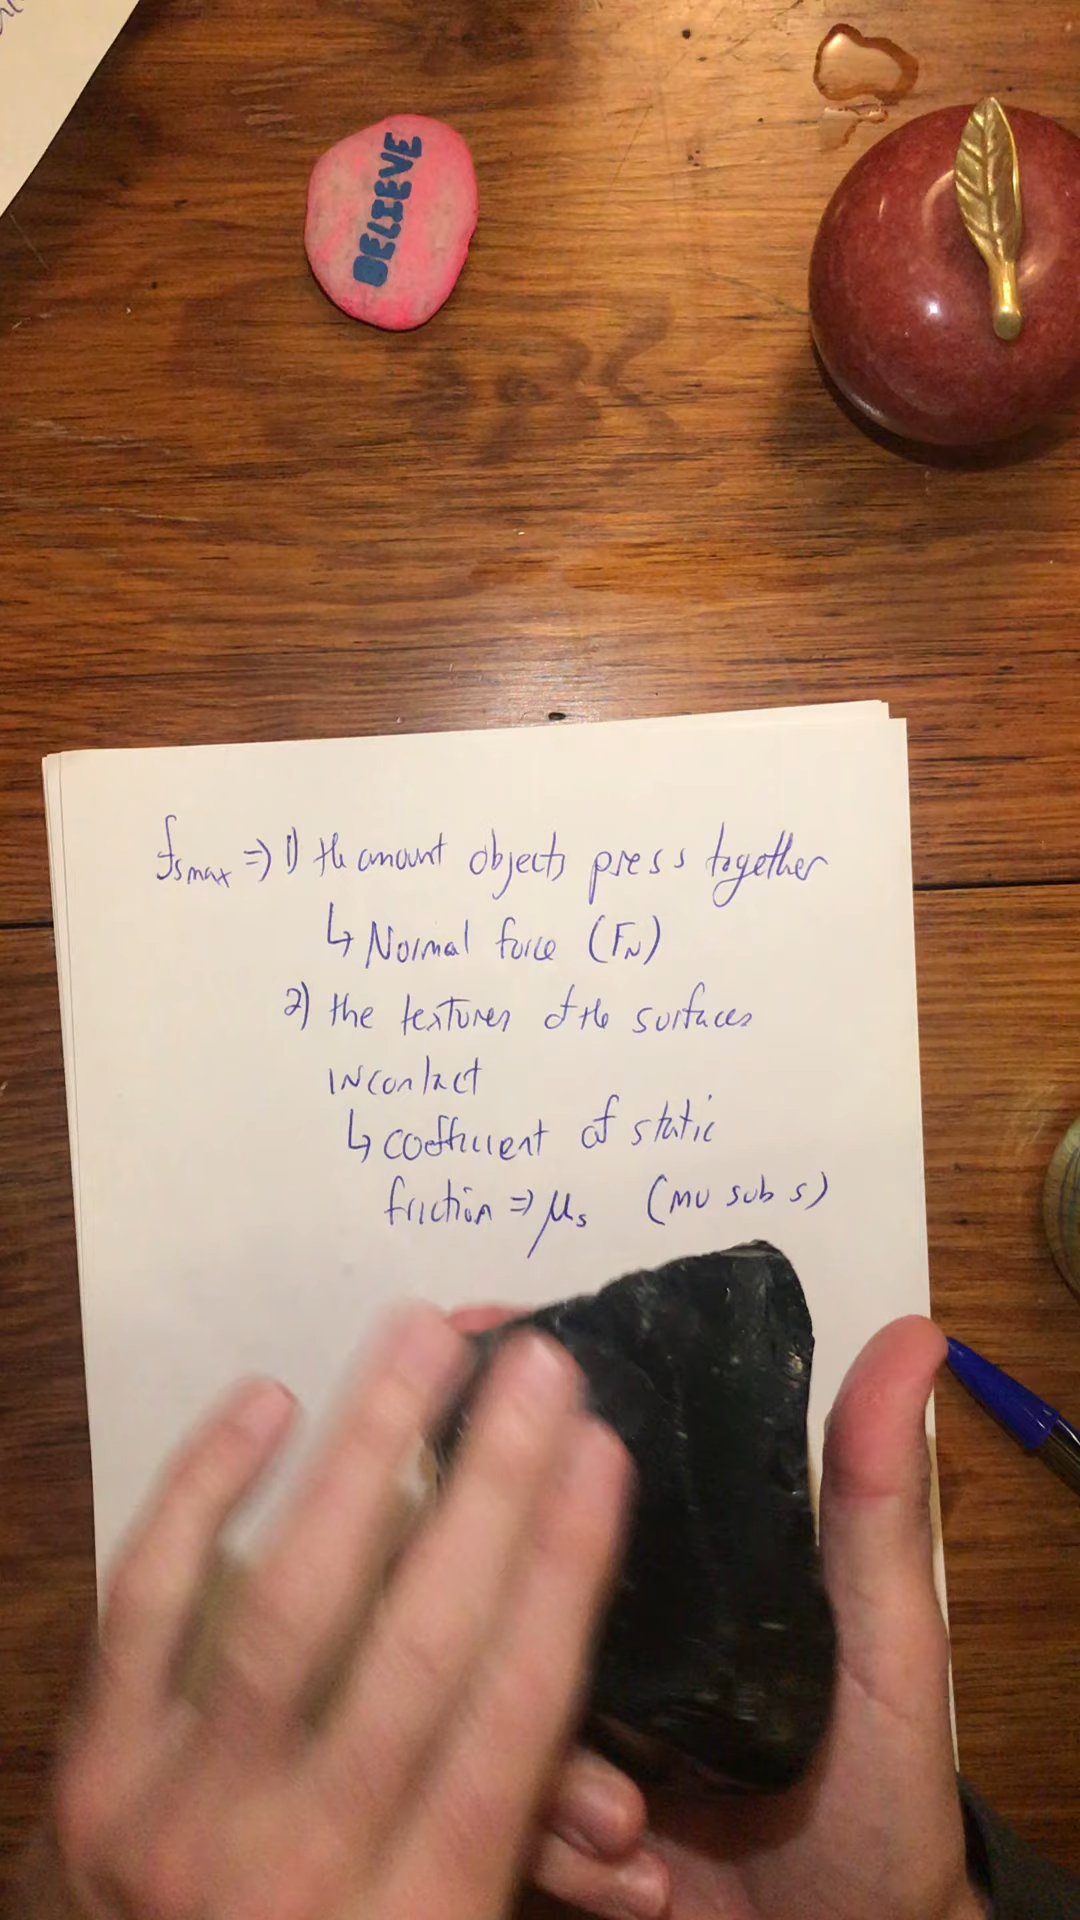 BELIEVE
fsmax => 1) the amount objects press together
↳ Normal force (FN)
2) the textures of the surfaces
in contact
↳ coefficient of static
friction => μs (mu sub s)